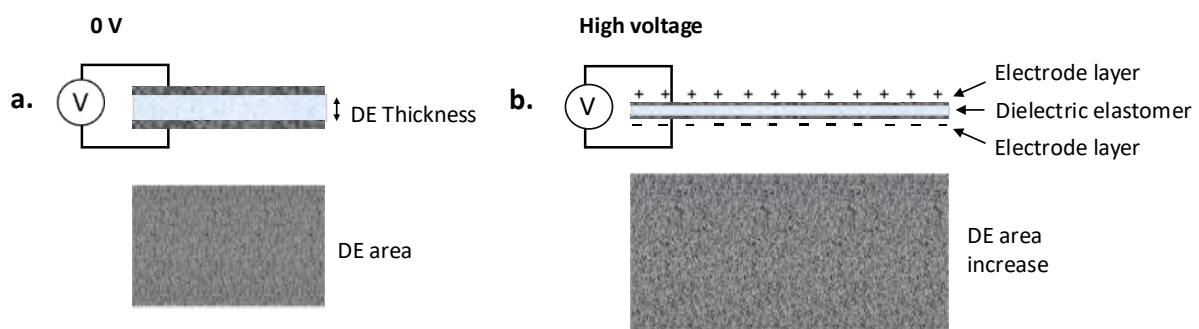 0 V
a.
V
DE Thickness
DE area
High voltage
b.
V
+ + + + + + + + + +
Electrode layer
Dielectric elastomer
Electrode layer
– – – – – – – – – –
DE area
increase